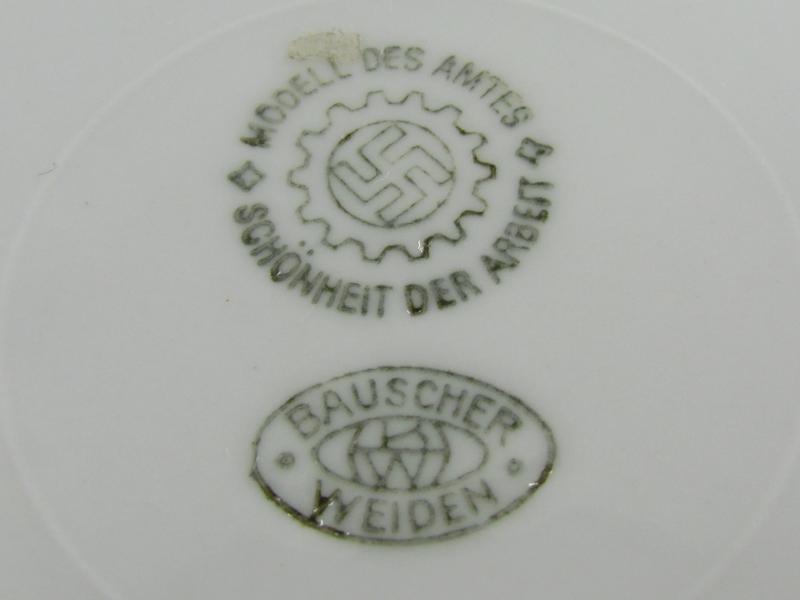 MODELL DES AMTES
SCHÖNHEIT DER ARBEIT
BAUSCHER
WEIDEN